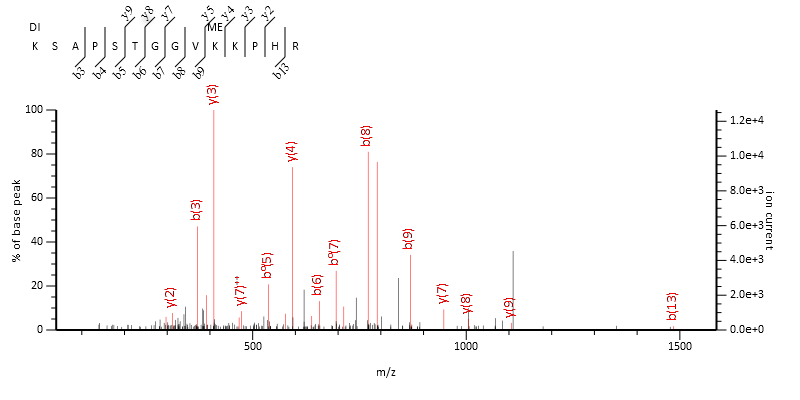 y9 y8 y7 y5 y4 y3 y2
DI ME
K S A P S T G G V K K P H R
b3 b4 b5 b6 b7 b8 b9 b13
y(3)
100
1.2e+4
b(8)
y(4)
80
1.0e+4
8.0e+3
60
b(3)
6.0e+3
b(9)
40
b⁰(5)
b⁰(7)
4.0e+3
y(2)
y(7)⁺⁺
b(6)
y(7)
y(8)
y(9)
b(13)
20
2.0e+3
0
0.0e+3
500
1000
1500
% of base peak
ion current
m/z